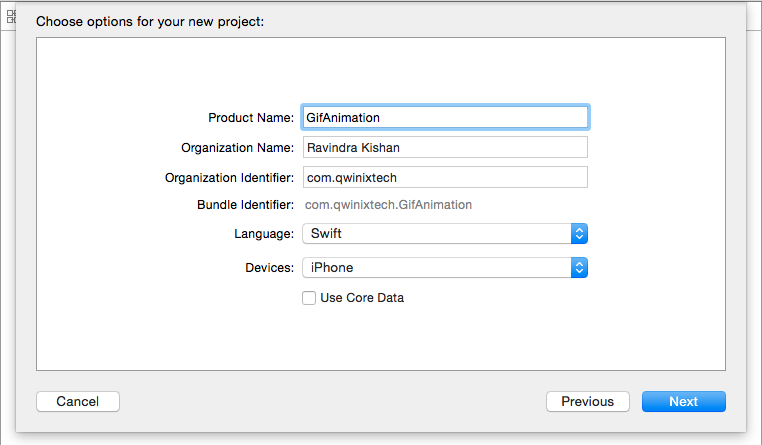 Choose options for your new project:
Product Name: GifAnimation
Organization Name: Ravindra Kishan
Organization Identifier: com.qwinixtech
Bundle Identifier: com.qwinixtech.GifAnimation
Language: Swift
Devices: iPhone
Use Core Data
Cancel Previous Next